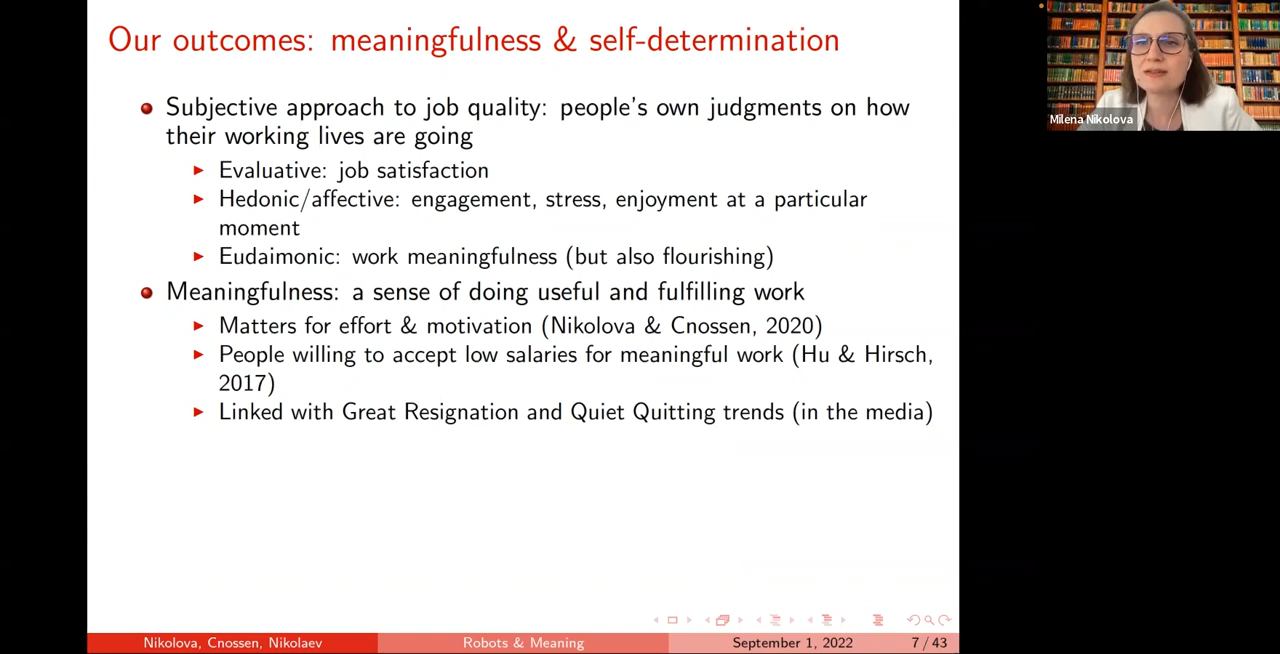 Our outcomes: meaningfulness & self-determination
Subjective approach to job quality: people's own judgments on how
their working lives are going
Evaluative: job satisfaction
Hedonic/affective: engagement, stress, enjoyment at a particular
moment
Eudaimonic: work meaningfulness (but also flourishing)
Meaningfulness: a sense of doing useful and fulfilling work
Matters for effort & motivation (Nikolova & Cnossen, 2020)
People willing to accept low salaries for meaningful work (Hu & Hirsch,
2017)
Linked with Great Resignation and Quiet Quitting trends (in the media)
Nikolova, Cnossen, Nikolaev
Robots & Meaning
September 1, 2022
7 / 43
Milena Nikolova